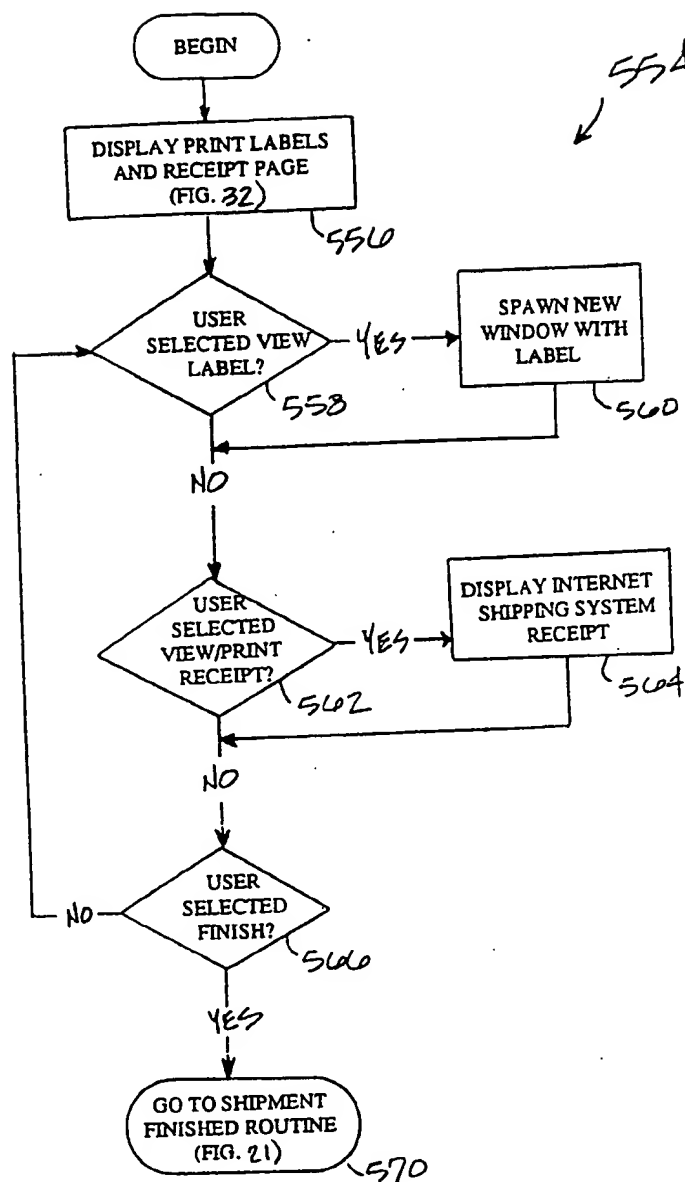 BEGIN
554
DISPLAY PRINT LABELS
AND RECEIPT PAGE
(FIG. 32)
556
USER
SELECTED VIEW
LABEL?
YES
SPAWN NEW
WINDOW WITH
LABEL
558
560
NO
USER
SELECTED
VIEW/PRINT
RECEIPT?
YES
DISPLAY INTERNET
SHIPPING SYSTEM
RECEIPT
562
564
NO
USER
SELECTED
FINISH?
NO
566
YES
GO TO SHIPMENT
FINISHED ROUTINE
(FIG. 21)
570